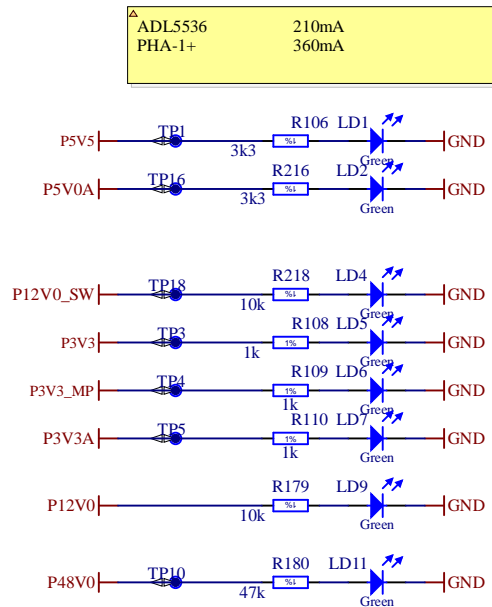 ADL5536 210mA
PHA-1+ 360mA
P5V5 TP1 3k3 R106 LD1 Green GND
P5V0A TP16 3k3 R216 LD2 Green GND
P12V0_SW TP18 10k R218 LD4 Green GND
P3V3 TP3 1k R108 1% LD5 Green GND
P3V3_MP TP4 1k R109 1% LD6 Green GND
P3V3A TP5 1k R110 1% LD7 Green GND
P12V0 10k R179 LD9 Green GND
P48V0 TP10 47k R180 LD11 Green GND